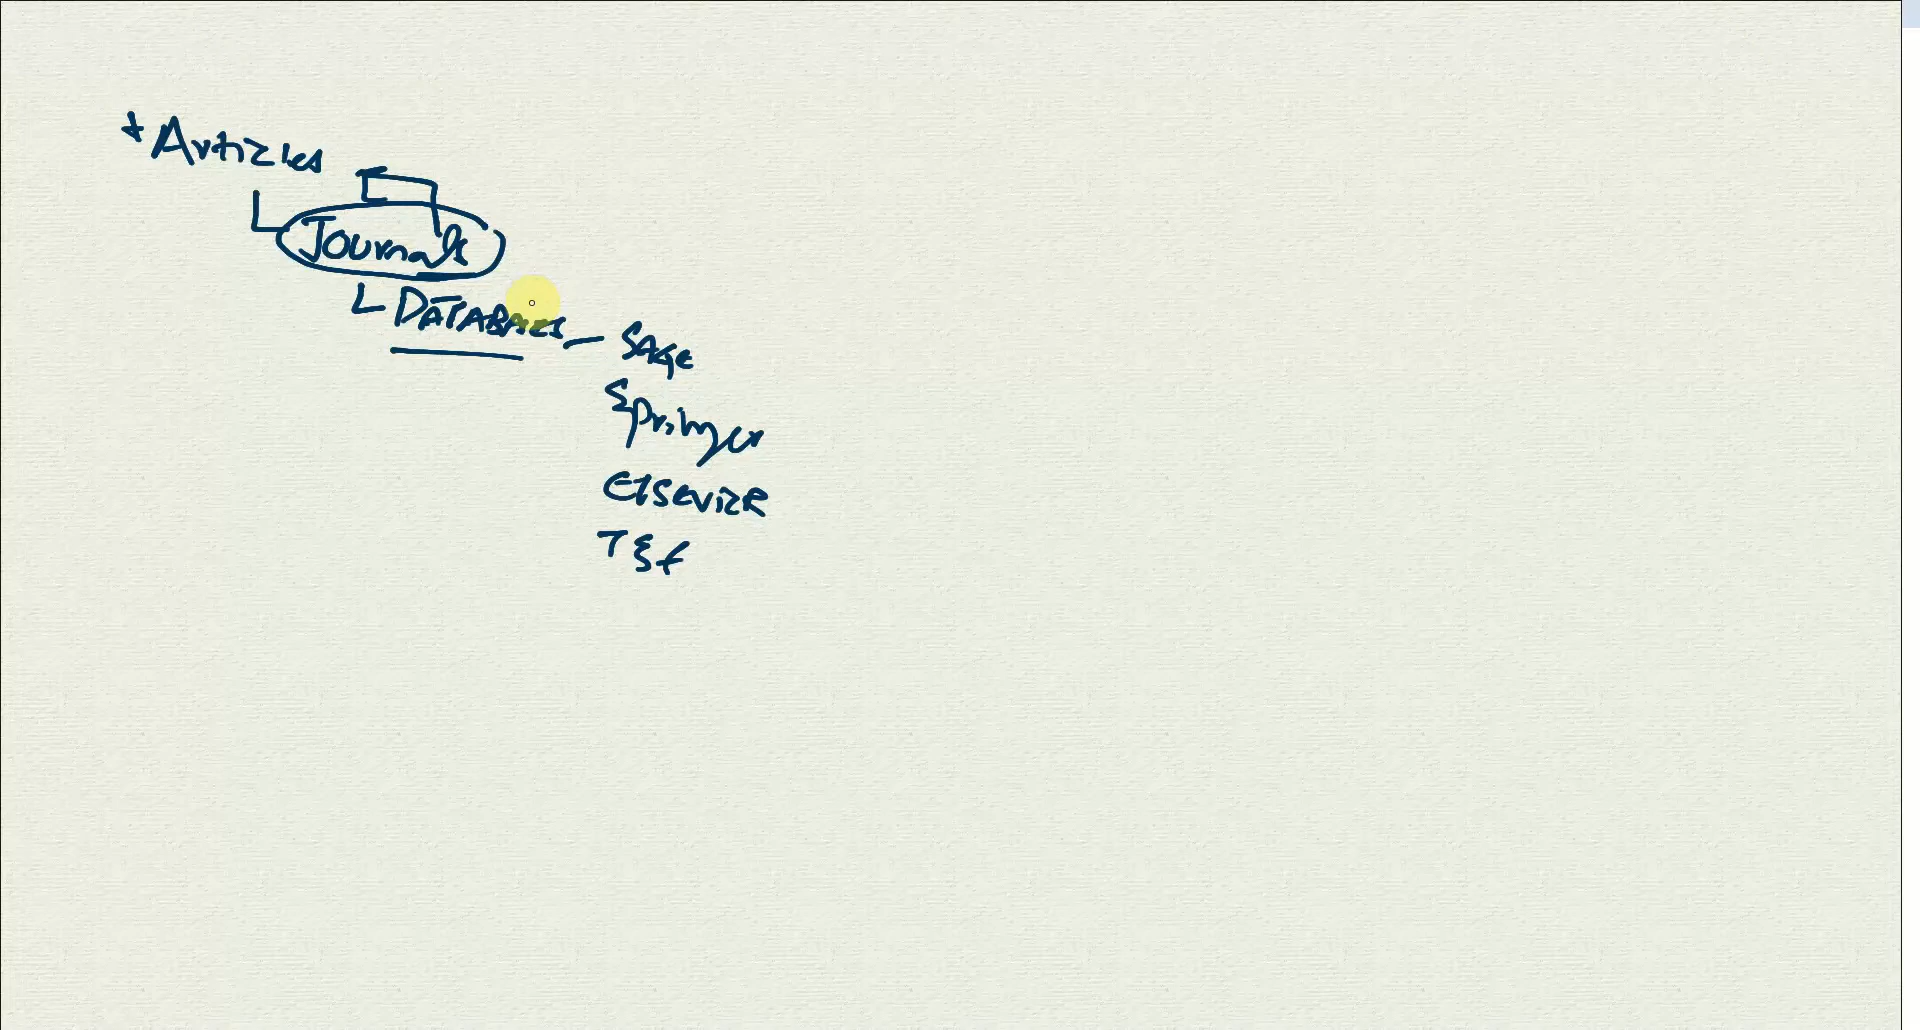 * Articles
Journals
DATABASES
SAGE
Springer
ElseviER
T & f